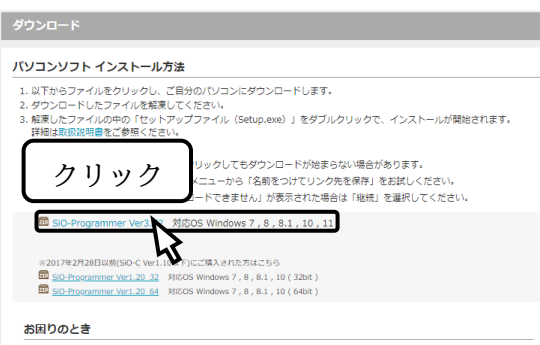 ダウンロード
パソコンソフト インストール方法
1. 以下からファイルをクリックし、ご自分のパソコンにダウンロードします。
2. ダウンロードしたファイルを解凍してください。
3. 解凍したファイルの中の「セットアップファイル（Setup.exe）」をダブルクリックで、インストールが開始されます。
詳細は取扱説明書をご参照ください。
リックしてもダウンロードが始まらない場合があります。
クリック
メニューから「名前をつけてリンク先を保存」をお試しください。
ードできません」が表示された場合は「継続」を選択してください。
SiO-Programmer Ver3. 対応OS Windows 7 , 8 , 8.1 , 10 , 11
※2017年2月28日以前(SiO-C Ver1.10 下)にご購入された方はこちら
SiO-Programmer Ver1.20_32 対応OS Windows 7 , 8 , 8.1 , 10 ( 32bit )
SiO-Programmer Ver1.20_64 対応OS Windows 7 , 8 , 8.1 , 10 ( 64bit )
お困りのとき